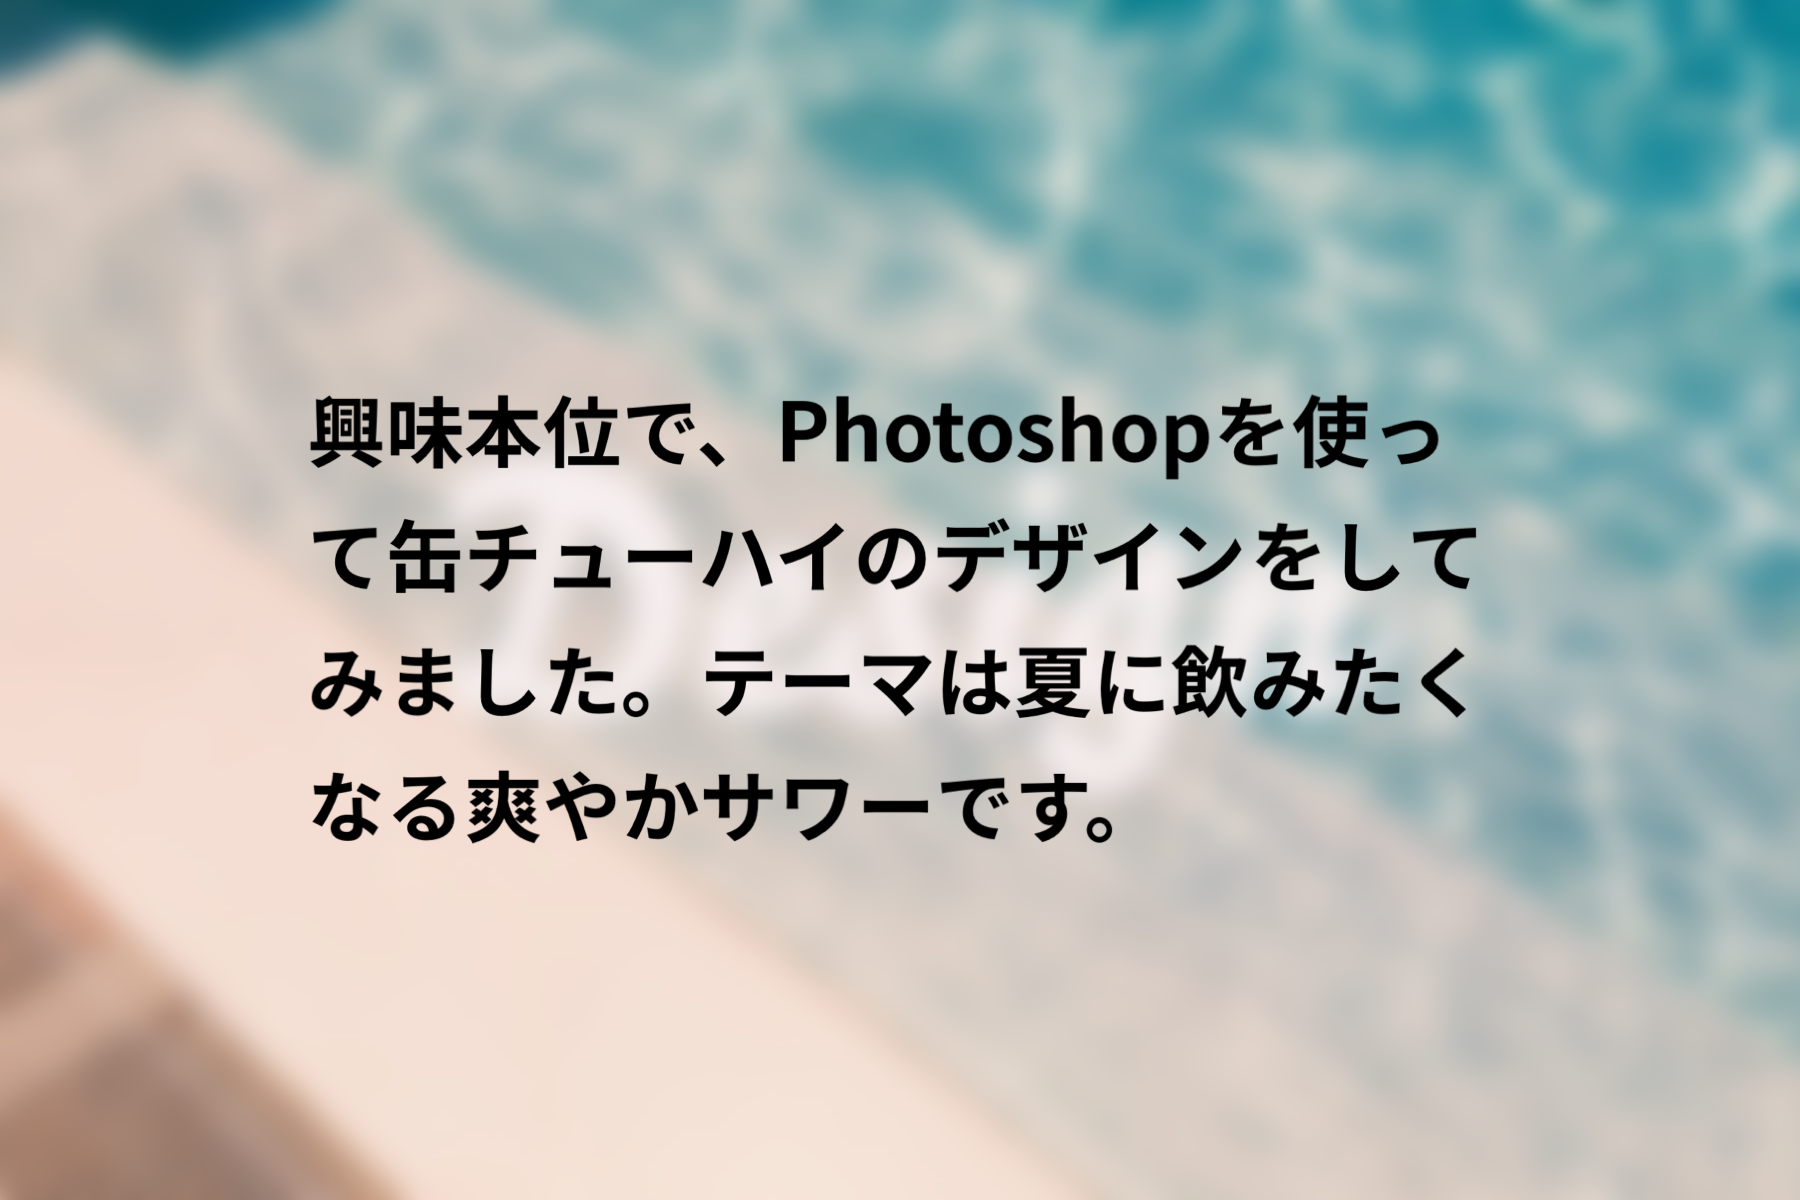 興味本位で、Photoshopを使っ
て缶チューハイのデザインをして
みました。テーマは夏に飲みたく
なる爽やかサワーです。
Design